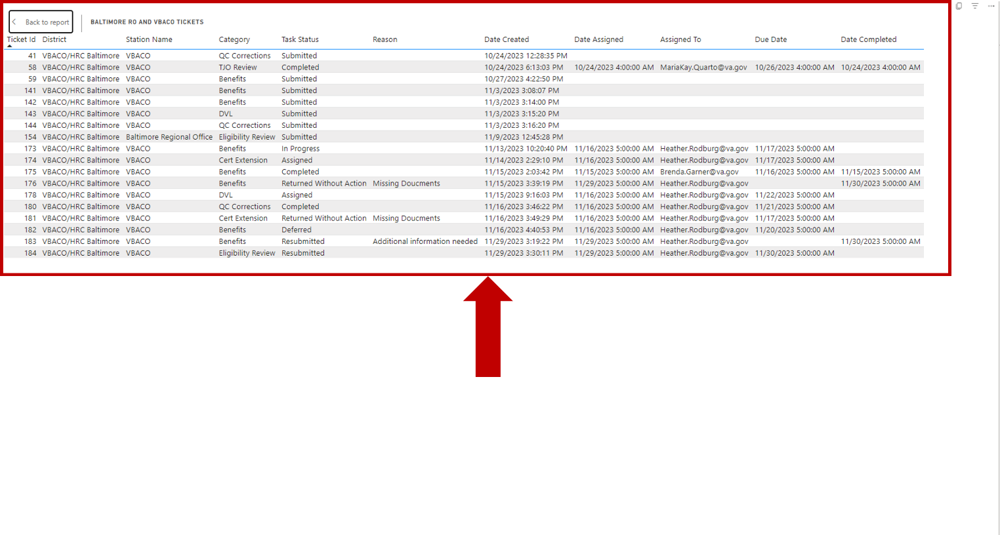 Back to report
BALTIMORE RO AND VBACO TICKETS
Ticket Id District Station Name Category Task Status Reason Date Created Date Assigned Assigned To Due Date Date Completed
41 VBACO/HRC Baltimore VBACO QC Corrections Submitted 10/24/2023 12:28:35 PM
58 VBACO/HRC Baltimore VBACO TJO Review Completed 10/24/2023 6:13:03 PM 10/24/2023 4:00:00 AM MariaKay.Quarto@va.gov 10/26/2023 4:00:00 AM 10/24/2023 4:00:00 AM
59 VBACO/HRC Baltimore VBACO Benefits Submitted 10/27/2023 4:22:50 PM
141 VBACO/HRC Baltimore VBACO Benefits Submitted 11/3/2023 3:08:07 PM
142 VBACO/HRC Baltimore VBACO Benefits Submitted 11/3/2023 3:14:00 PM
143 VBACO/HRC Baltimore VBACO DVL Submitted 11/3/2023 3:15:20 PM
144 VBACO/HRC Baltimore VBACO QC Corrections Submitted 11/3/2023 3:16:20 PM
154 VBACO/HRC Baltimore Baltimore Regional Office Eligibility Review Submitted 11/9/2023 12:45:28 PM
173 VBACO/HRC Baltimore VBACO Benefits In Progress 11/13/2023 10:20:40 PM 11/16/2023 5:00:00 AM Heather.Rodburg@va.gov 11/17/2023 5:00:00 AM
174 VBACO/HRC Baltimore VBACO Cert Extension Assigned 11/14/2023 2:29:10 PM 11/16/2023 5:00:00 AM Heather.Rodburg@va.gov 11/17/2023 5:00:00 AM
175 VBACO/HRC Baltimore VBACO Benefits Completed 11/15/2023 2:03:42 PM 11/15/2023 5:00:00 AM Brenda.Garner@va.gov 11/16/2023 5:00:00 AM 11/15/2023 5:00:00 AM
176 VBACO/HRC Baltimore VBACO Benefits Returned Without Action Missing Doucments 11/15/2023 3:39:19 PM 11/29/2023 5:00:00 AM Heather.Rodburg@va.gov 11/30/2023 5:00:00 AM
178 VBACO/HRC Baltimore VBACO DVL Assigned 11/15/2023 9:16:03 PM 11/16/2023 5:00:00 AM Heather.Rodburg@va.gov 11/22/2023 5:00:00 AM
180 VBACO/HRC Baltimore VBACO QC Corrections Completed 11/16/2023 3:46:22 PM 11/16/2023 5:00:00 AM Heather.Rodburg@va.gov 11/21/2023 5:00:00 AM
181 VBACO/HRC Baltimore VBACO Cert Extension Returned Without Action Missing Doucments 11/16/2023 3:49:29 PM 11/16/2023 5:00:00 AM Heather.Rodburg@va.gov 11/17/2023 5:00:00 AM
182 VBACO/HRC Baltimore VBACO Benefits Deferred 11/16/2023 4:40:53 PM 11/16/2023 5:00:00 AM Heather.Rodburg@va.gov 11/20/2023 5:00:00 AM
183 VBACO/HRC Baltimore VBACO Benefits Resubmitted Additional information needed 11/29/2023 3:19:22 PM 11/29/2023 5:00:00 AM Heather.Rodburg@va.gov 11/30/2023 5:00:00 AM
184 VBACO/HRC Baltimore VBACO Eligibility Review Resubmitted 11/29/2023 3:30:11 PM 11/29/2023 5:00:00 AM Heather.Rodburg@va.gov 11/30/2023 5:00:00 AM